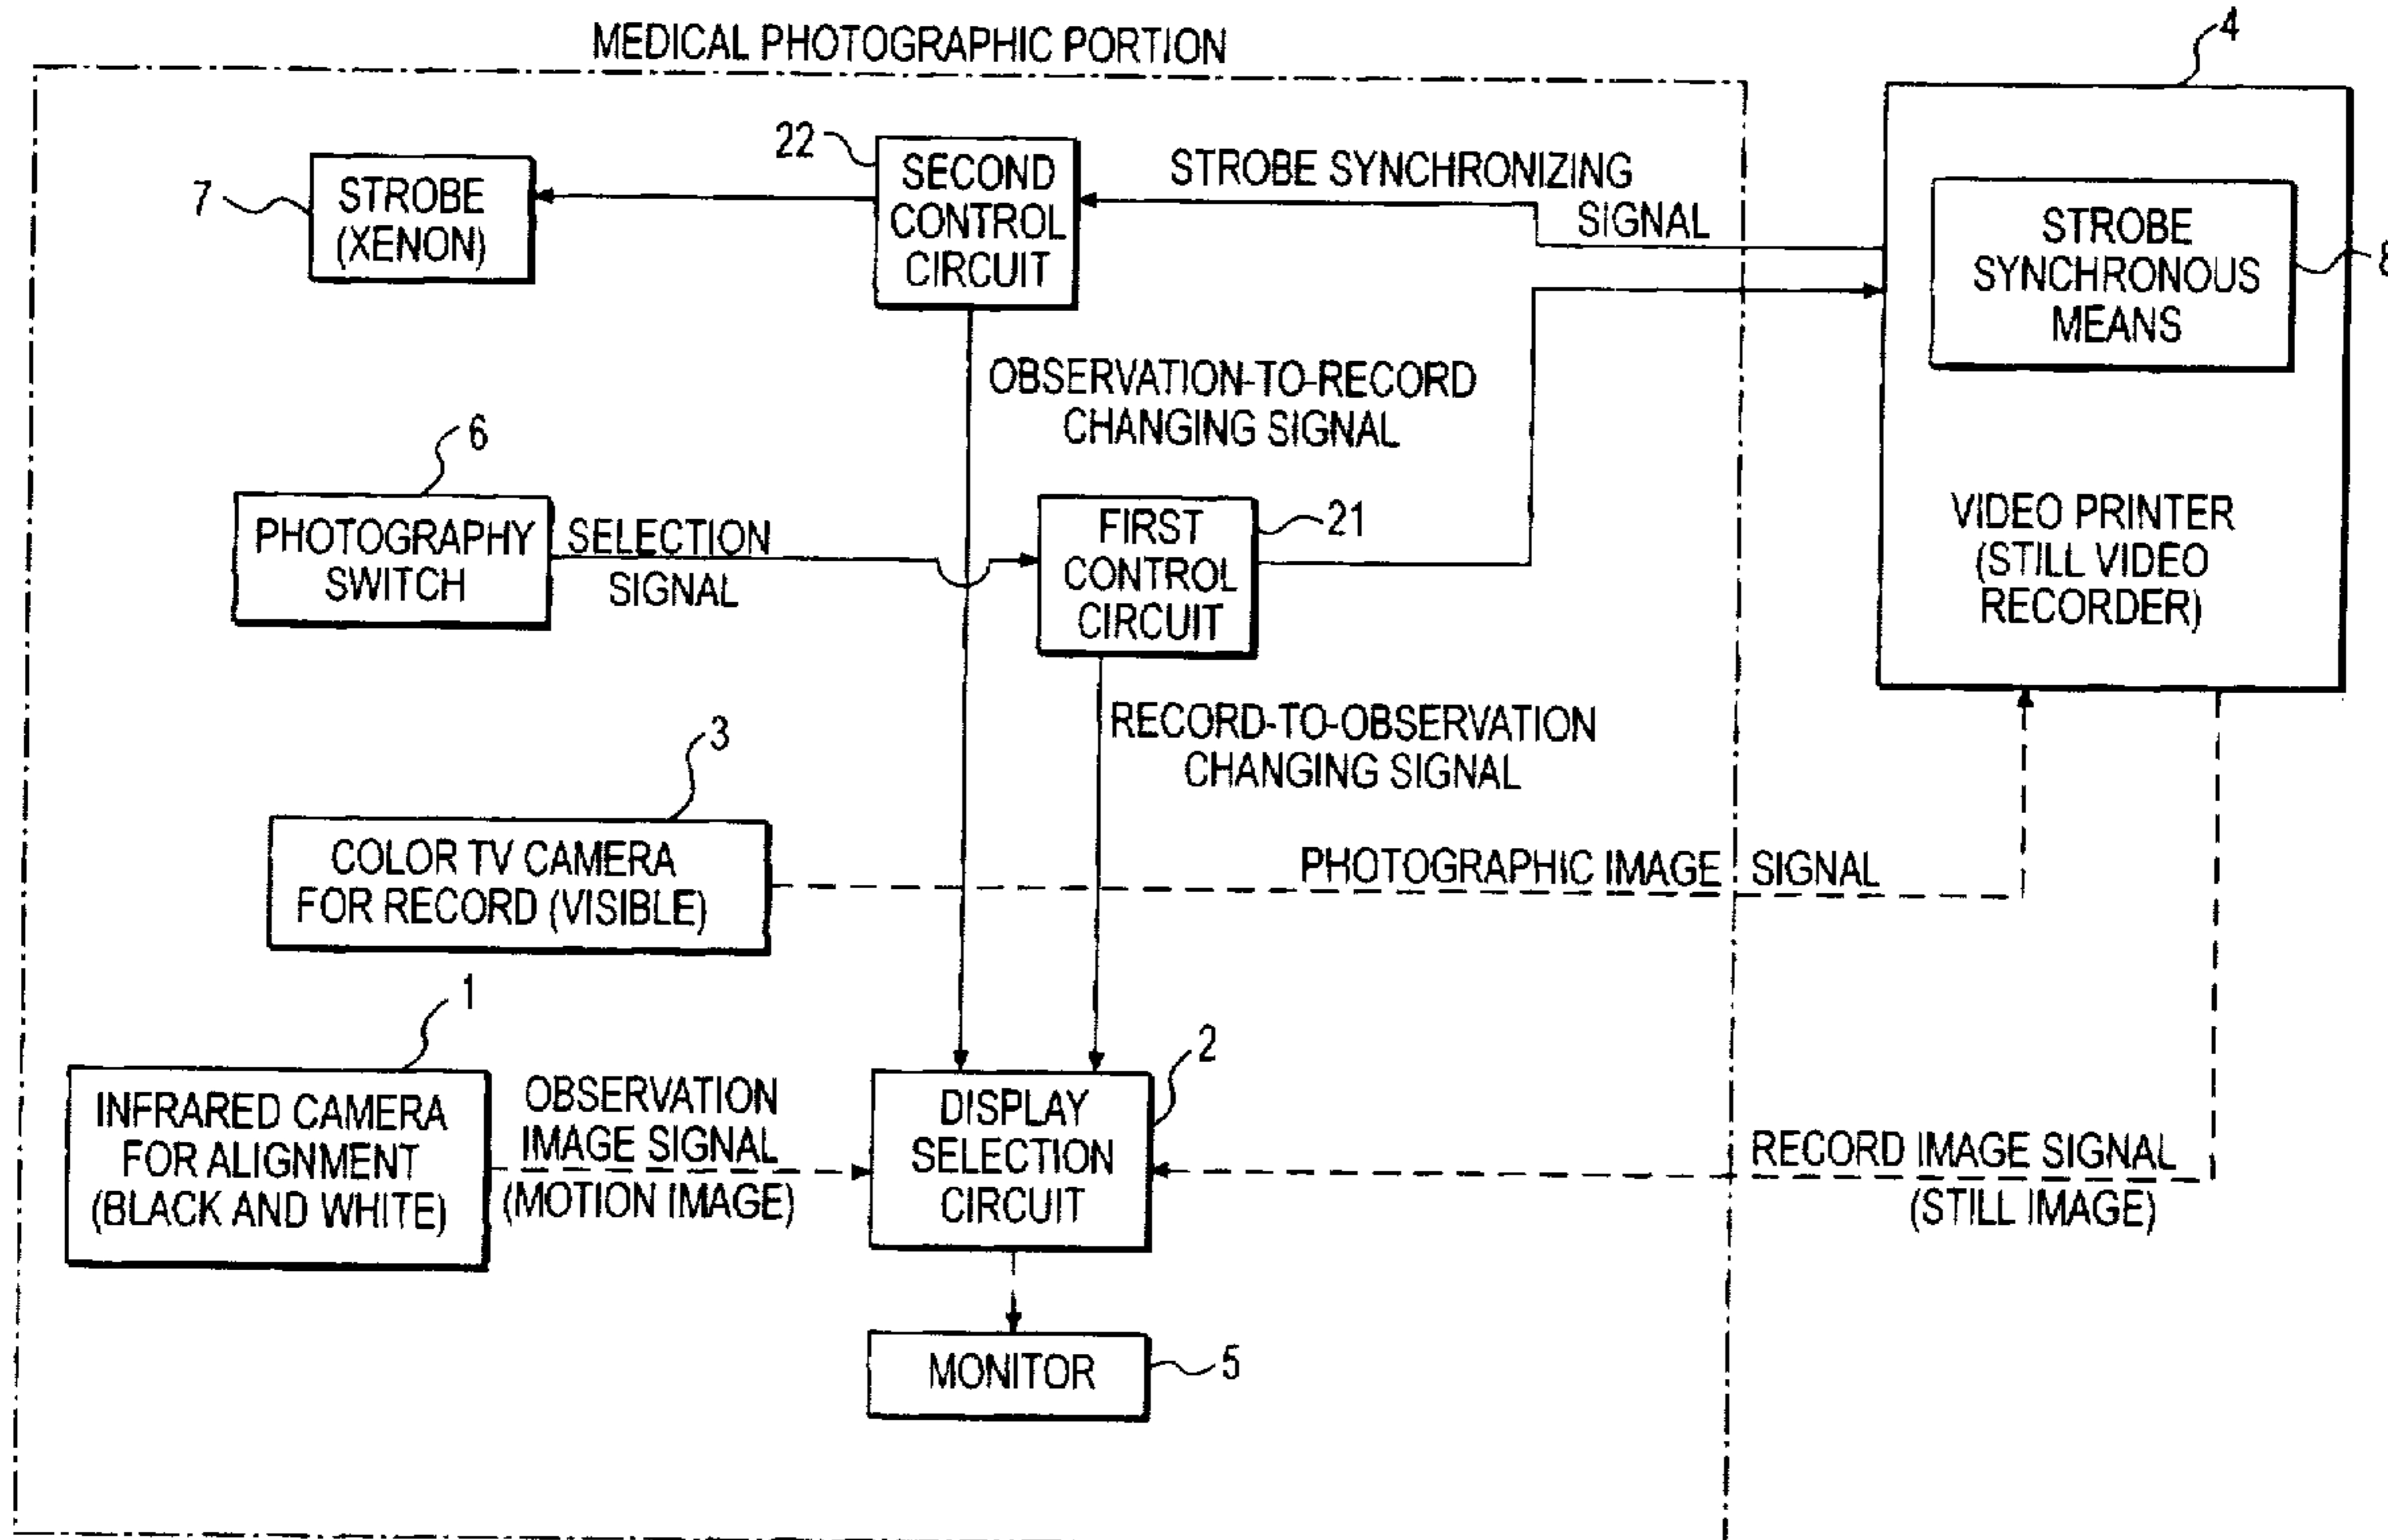 MEDICAL PHOTOGRAPHIC PORTION
4
22
7
STROBE
(XENON)
SECOND
CONTROL
CIRCUIT
STROBE SYNCHRONIZING
SIGNAL
STROBE
SYNCHRONOUS
MEANS
8
OBSERVATION-TO-RECORD
CHANGING SIGNAL
6
PHOTOGRAPHY
SWITCH
SELECTION
SIGNAL
FIRST
CONTROL
CIRCUIT
21
VIDEO PRINTER
(STILL VIDEO
RECORDER)
RECORD-TO-OBSERVATION
CHANGING SIGNAL
3
COLOR TV CAMERA
FOR RECORD (VISIBLE)
PHOTOGRAPHIC IMAGE SIGNAL
1
INFRARED CAMERA
FOR ALIGNMENT
(BLACK AND WHITE)
OBSERVATION
IMAGE SIGNAL
(MOTION IMAGE)
2
DISPLAY
SELECTION
CIRCUIT
RECORD IMAGE SIGNAL
(STILL IMAGE)
MONITOR
5